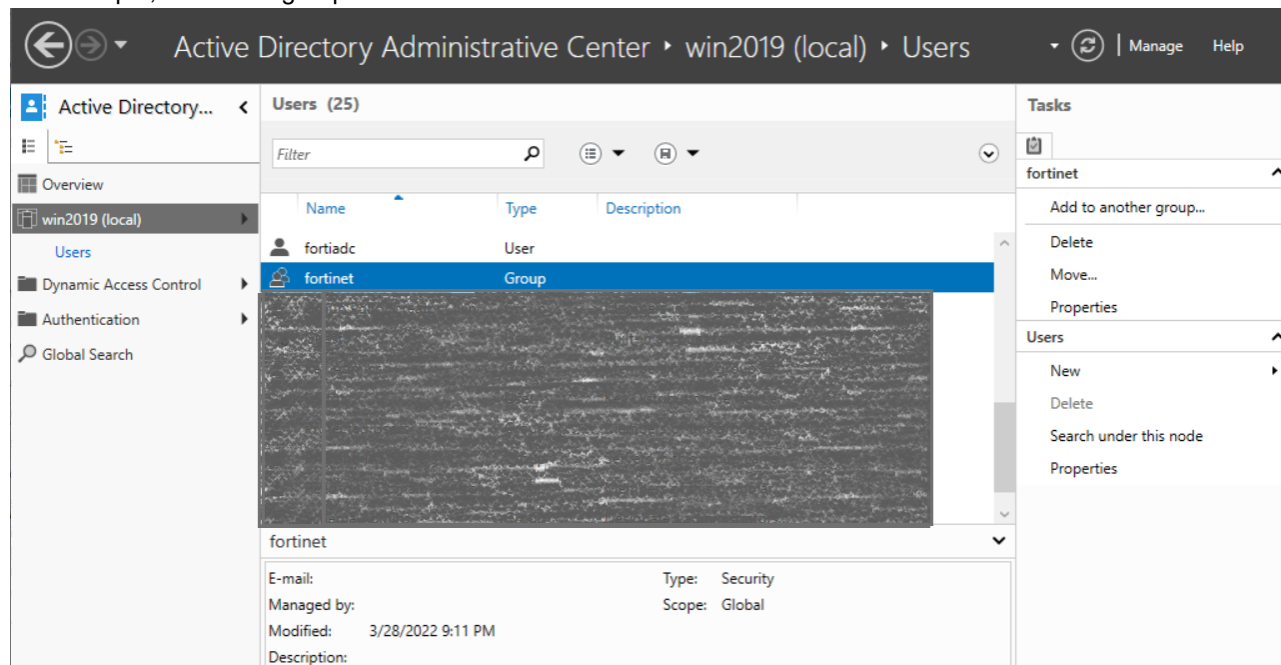 Active Directory Administrative Center • win2019 (local) • Users
Manage Help
Active Directory...
Overview
win2019 (local)
Users
Dynamic Access Control
Authentication
Global Search
Users (25)
Filter
Name Type Description
fortiadc User
fortinet Group
fortinet
E-mail:
Managed by:
Modified: 3/28/2022 9:11 PM
Description:
Type: Security
Scope: Global
Tasks
fortinet
Add to another group...
Delete
Move...
Properties
Users
New
Delete
Search under this node
Properties